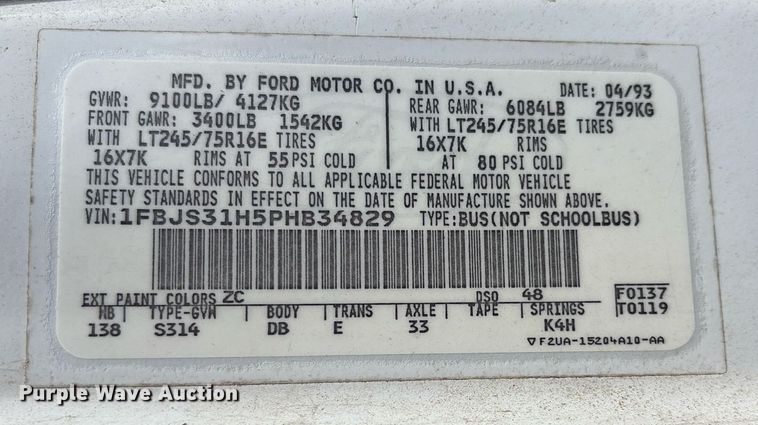 MFD. BY FORD MOTOR CO. IN U.S.A.
GVWR: 9100LB/ 4127KG DATE: 04/93
FRONT GAWR: 3400LB 1542KG REAR GAWR: 6084LB 2759KG
WITH LT245/75R16E TIRES WITH LT245/75R16E TIRES
16X7K RIMS AT 55 PSI COLD 16X7K RIMS AT 80 PSI COLD
THIS VEHICLE CONFORMS TO ALL APPLICABLE FEDERAL MOTOR VEHICLE
SAFETY STANDARDS IN EFFECT ON THE DATE OF MANUFACTURE SHOWN ABOVE.
VIN: 1FBJS31H5PHB34829 TYPE: BUS(NOT SCHOOLBUS)
EXT PAINT COLORS ZC DSO 48 F0137
WB TYPE-GVW BODY TRANS AXLE TAPE SPRINGS T0119
138 S314 DB E 33 K4H
▽ F2UA-15204A10-AA
Purple Wave Auction